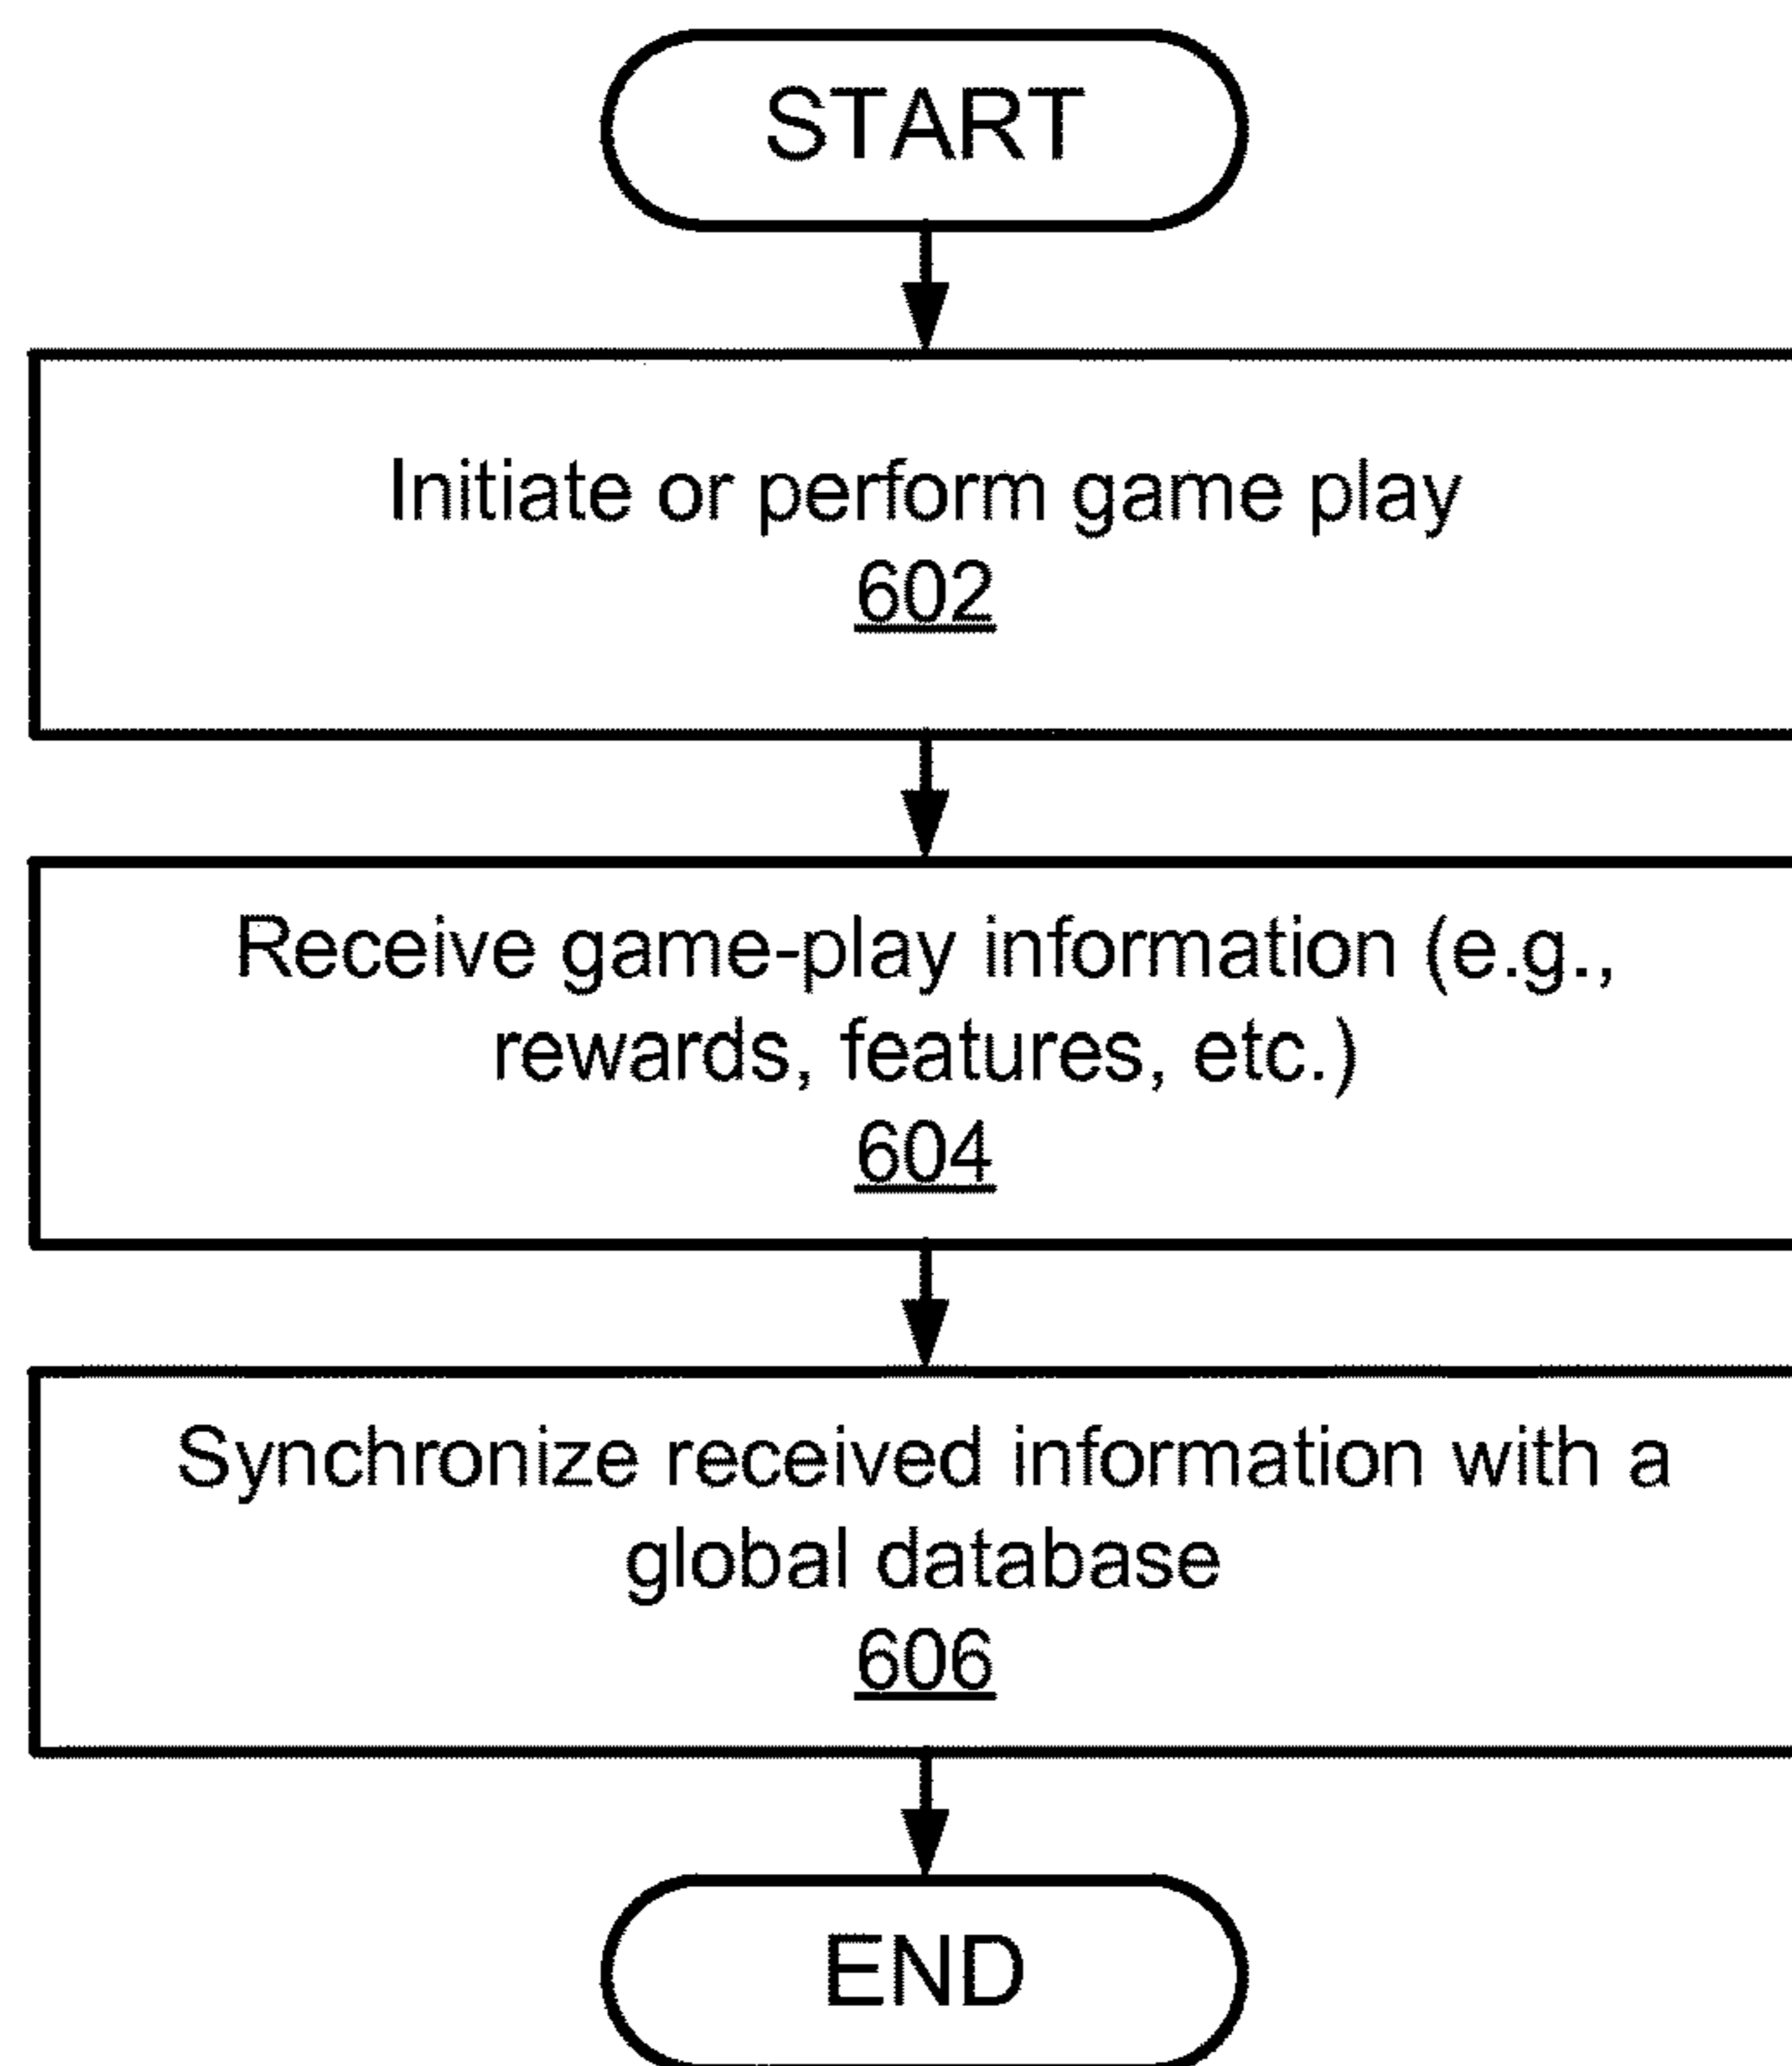 START
Initiate or perform game play
602
Receive game-play information (e.g.,
rewards, features, etc.)
604
Synchronize received information with a
global database
606
END